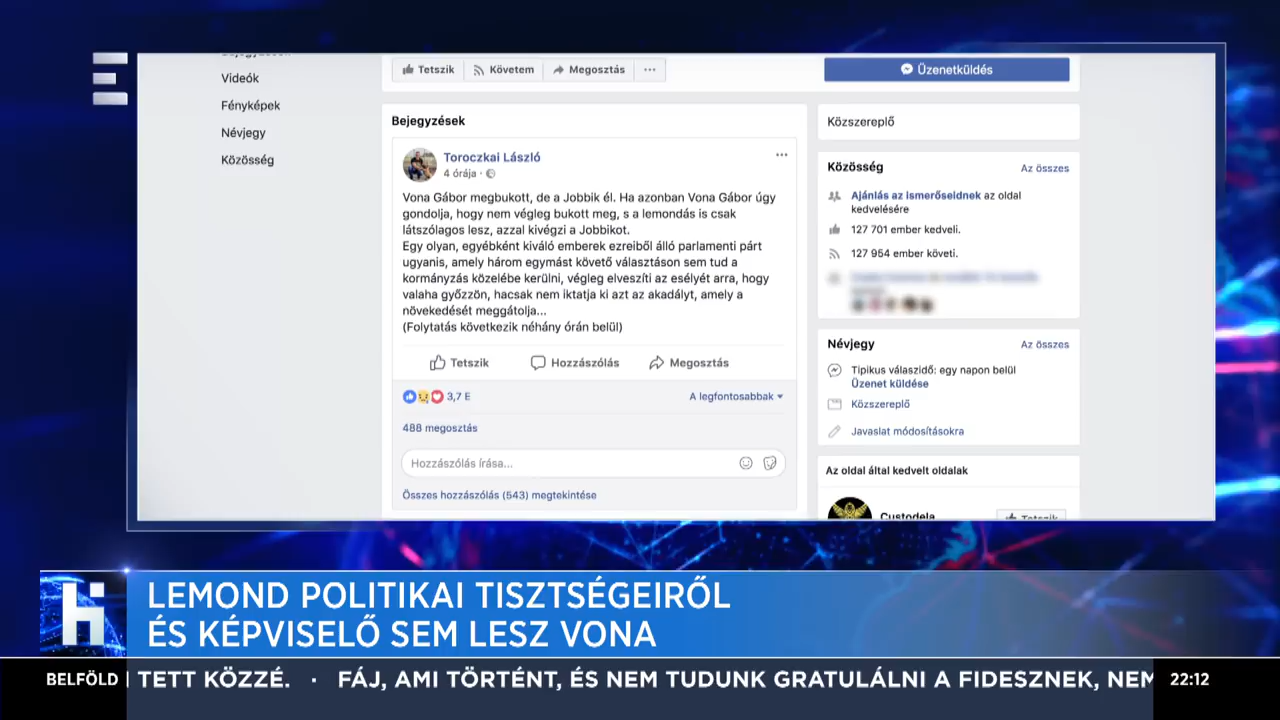 Videók
Fényképek
Névjegy
Közösség
Tetszik
Követem
Megosztás
Üzenetküldés
Bejegyzések
Toroczkai László
4 órája ·
Vona Gábor megbukott, de a Jobbik él. Ha azonban Vona Gábor úgy
gondolja, hogy nem végleg bukott meg, s a lemondás is csak
látszólagos lesz, azzal kivégzi a Jobbikot.
Egy olyan, egyébként kiváló emberek ezreiből álló parlamenti párt
ugyanis, amely három egymást követő választáson sem tud a
kormányzás közelébe kerülni, végleg elveszíti az esélyét arra, hogy
valaha győzzön, hacsak nem iktatja ki azt az akadályt, amely a
növekedését meggátolja...
(Folytatás következik néhány órán belül)
Tetszik
Hozzászólás
Megosztás
3,7 E
A legfontosabbak
488 megosztás
Hozzászólás írása...
Összes hozzászólás (543) megtekintése
Közszereplő
Közösség
Az összes
Ajánlás az ismerőseidnek az oldal
kedvelésére
127 701 ember kedveli.
127 954 ember követi.
Névjegy
Az összes
Tipikus válaszidő: egy napon belül
Üzenet küldése
Közszereplő
Javaslat módosításokra
Az oldal által kedvelt oldalak
Custodela
Tetszik
hi
LEMOND POLITIKAI TISZTSÉGEIRŐL
ÉS KÉPVISELŐ SEM LESZ VONA
BELFÖLD
TETT KÖZZÉ. · FÁJ, AMI TÖRTÉNT, ÉS NEM TUDUNK GRATULÁLNI A FIDESZNEK, NEM
22:12